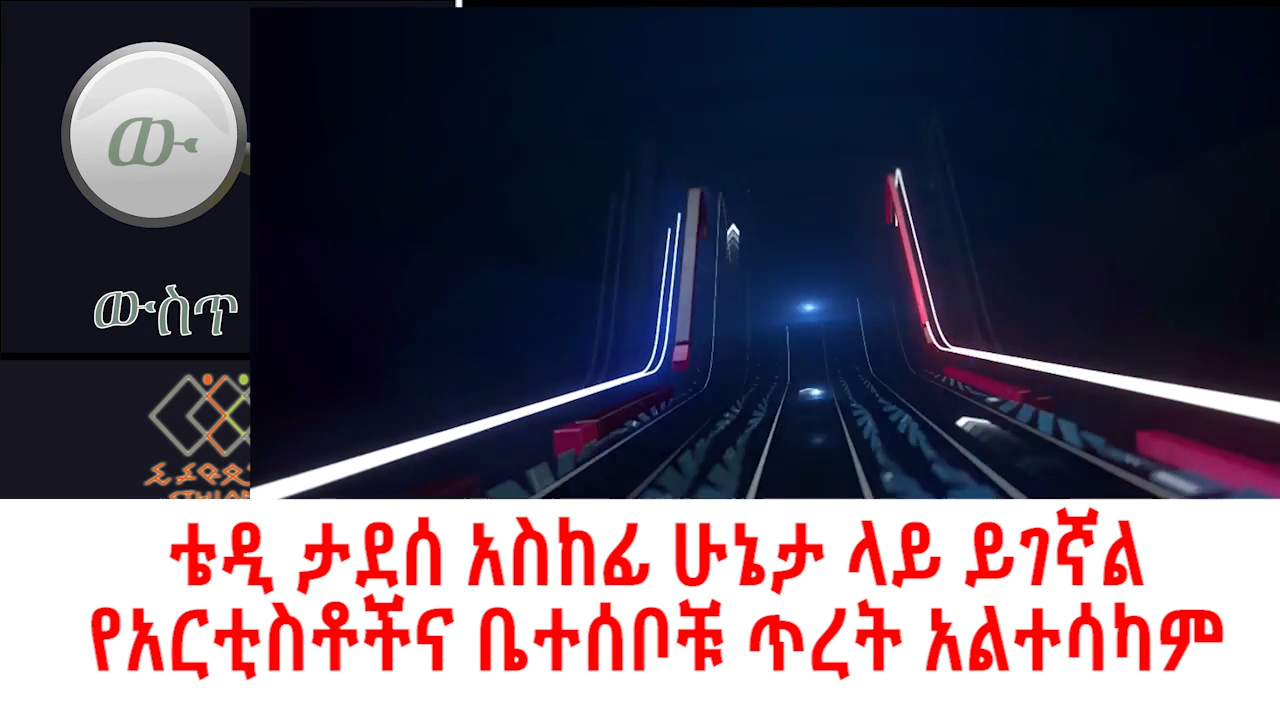 ው
ውስጥ
ቴዲ ታደሰ አስከፊ ሁኔታ ላይ ይገኛል
የአርቲስቶችና ቤተሰቦቹ ጥረት አልተሳካም